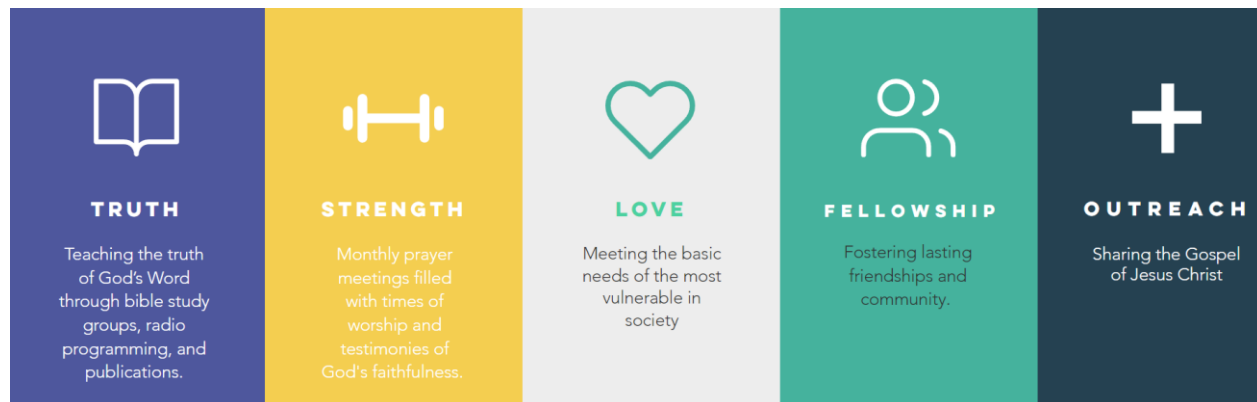 TRUTH
Teaching the truth
of God's Word
through bible study
groups, radio
programming, and
publications.
STRENGTH
Monthly prayer
meetings filled
with times of
worship and
testimonies of
God's faithfulness.
LOVE
Meeting the basic
needs of the most
vulnerable in
society
FELLOWSHIP
Fostering lasting
friendships and
community.
OUTREACH
Sharing the Gospel
of Jesus Christ